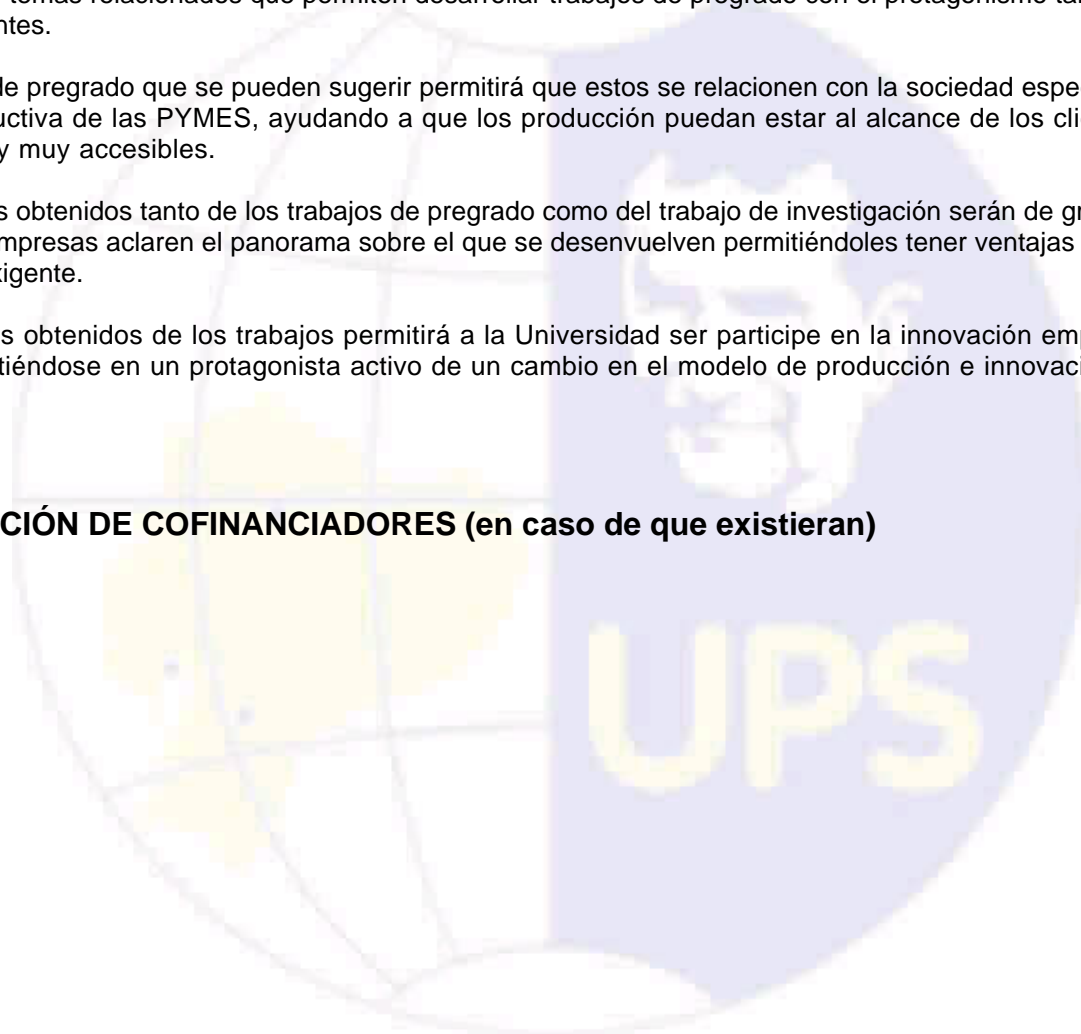 temas relacionados que permiten desarrollar trabajos de pregrado con el protagonismo
ntes.
de pregrado que se pueden sugerir permitirá que estos se relacionen con la sociedad espe
uctiva de las PYMES, ayudando a que los producción puedan estar al alcance de los cli
y muy accesibles.
s obtenidos tanto de los trabajos de pregrado como del trabajo de investigación serán de gr
empresas aclaren el panorama sobre el que se desenvuelven permitiéndoles tener ventajas
xigente.
s obtenidos de los trabajos permitirá a la Universidad ser participe en la innovación emp
tiéndose en un protagonista activo de un cambio en el modelo de producción e innovaci
CIÓN DE COFINANCIADORES (en caso de que existieran)
UPS